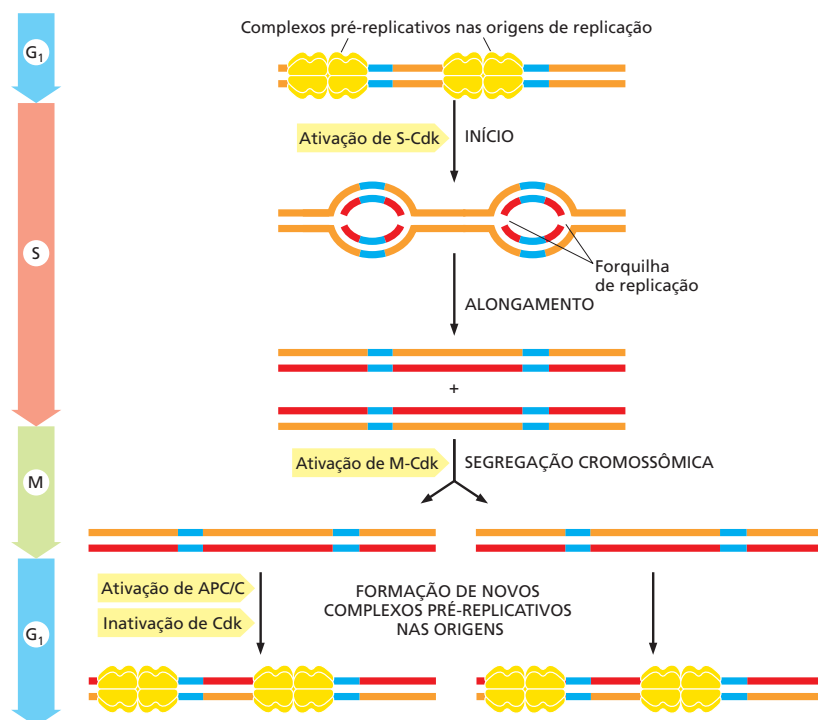 Complexos pré-replicativos nas origens de replicação
G1
Ativação de S-Cdk
INÍCIO
S
Forquilha
de replicação
ALONGAMENTO
+
Ativação de M-Cdk
SEGREGAÇÃO CROMOSSÔMICA
M
Ativação de APC/C
Inativação de Cdk
FORMAÇÃO DE NOVOS
COMPLEXOS PRÉ-REPLICATIVOS
NAS ORIGENS
G1